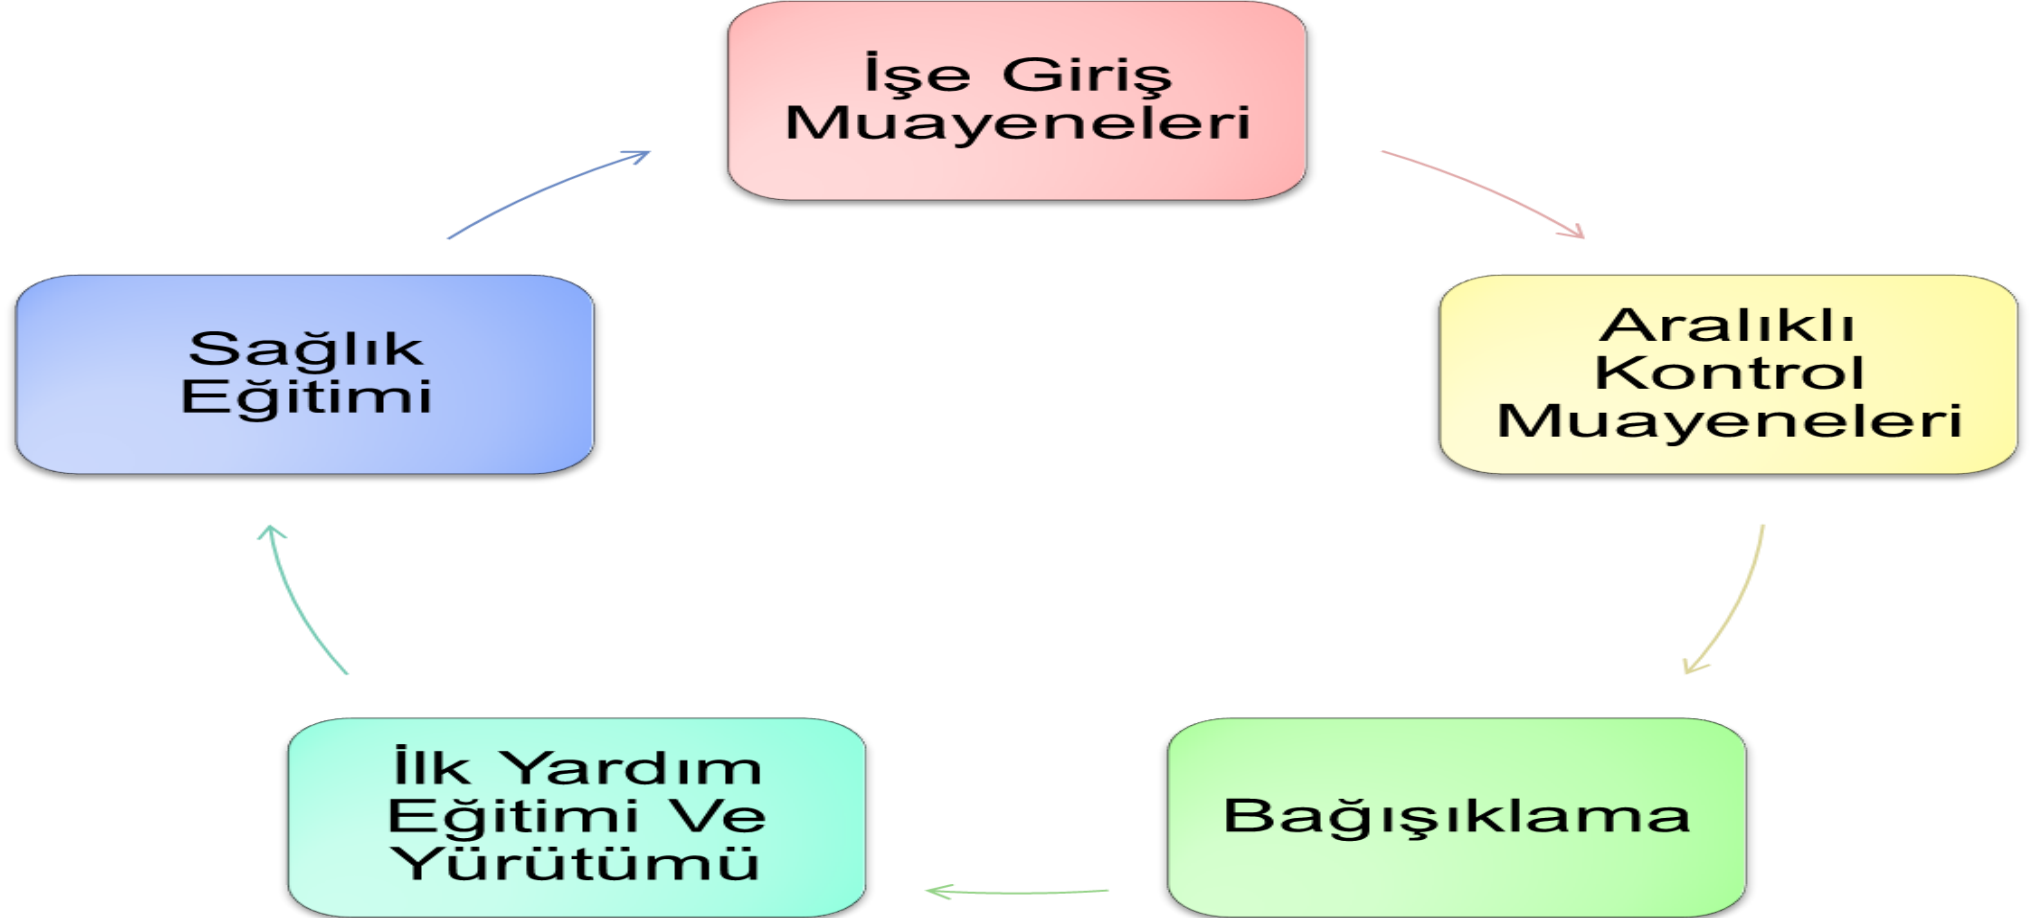 İşe Giriş
Muayeneleri
Aralıklı
Kontrol
Muayeneleri
Bağışıklama
İlk Yardım
Eğitimi Ve
Yürütümü
Sağlık
Eğitimi